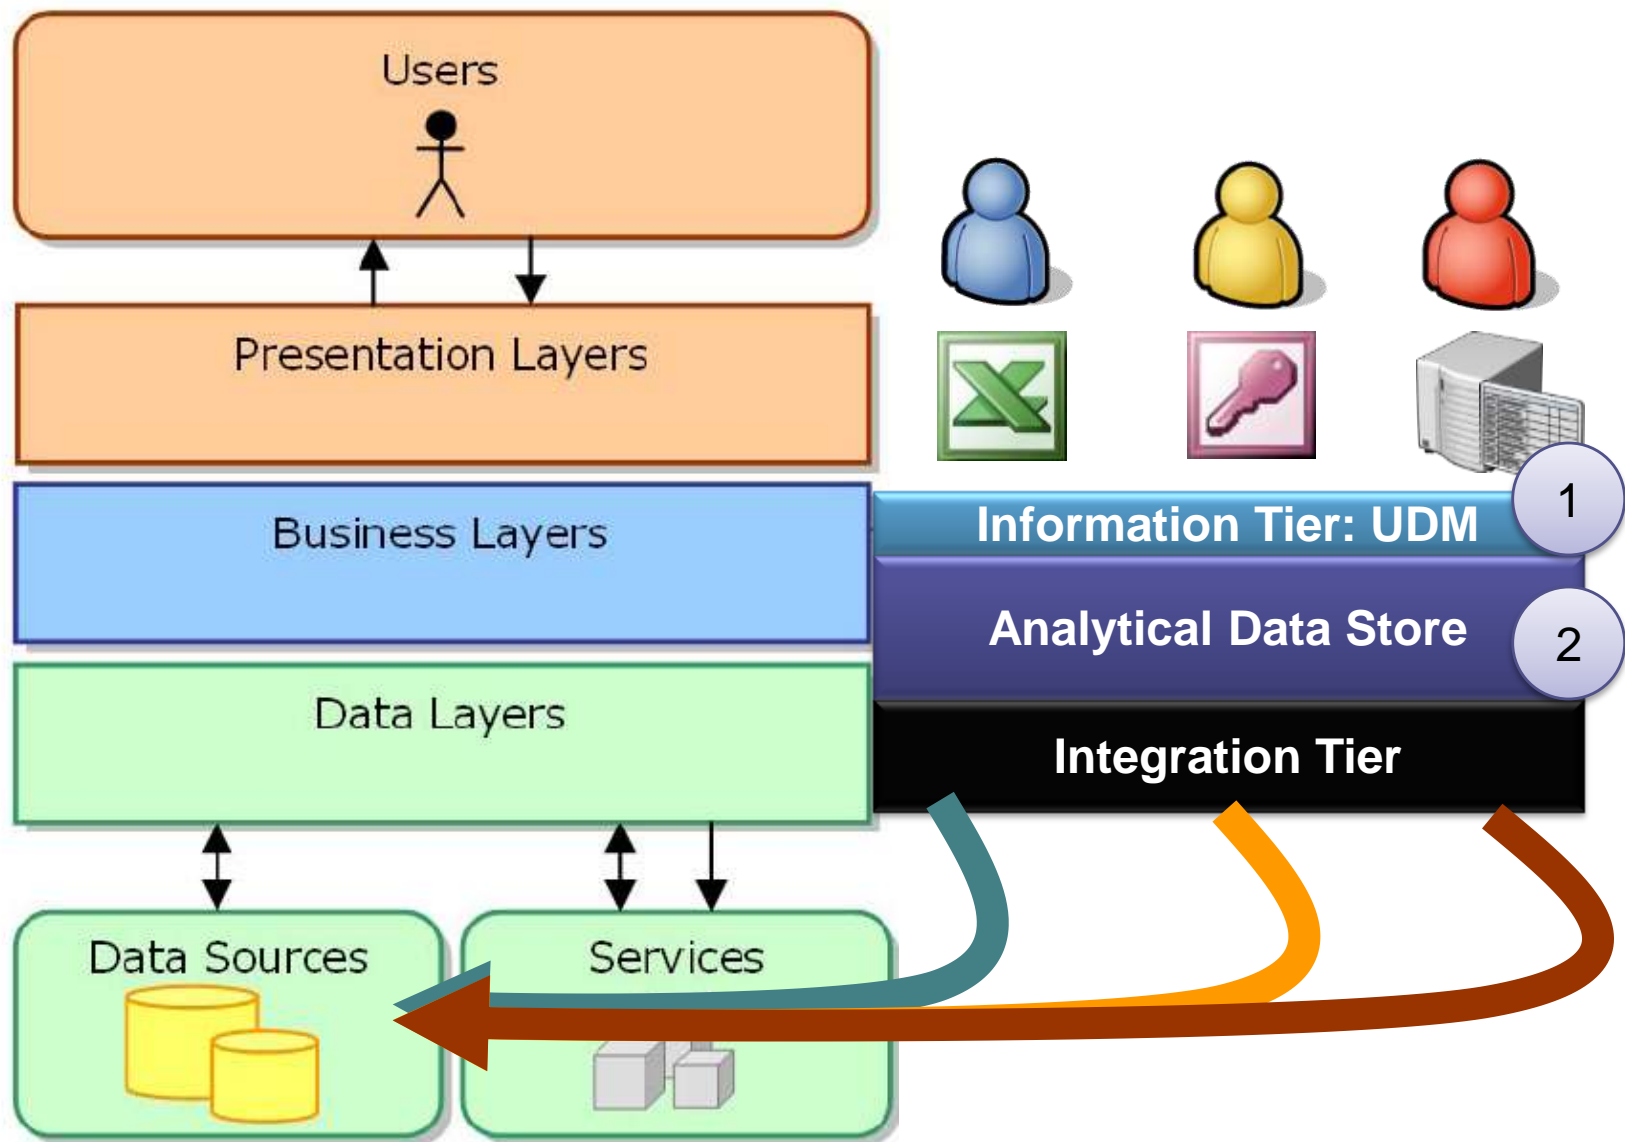 Users
Presentation Layers
Business Layers
Information Tier: UDM
1
Analytical Data Store
2
Data Layers
Integration Tier
Data Sources
Services